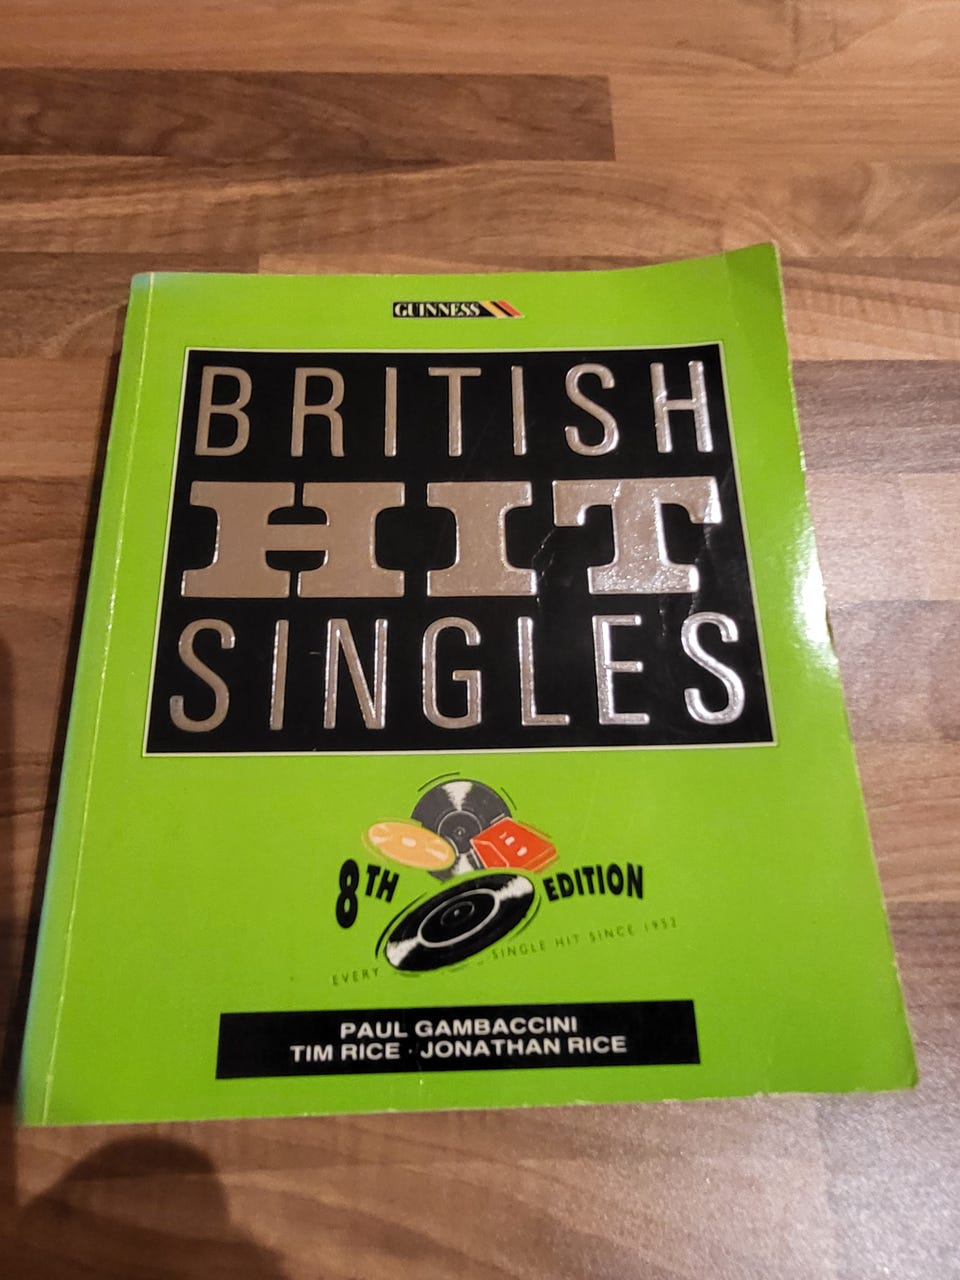 GUINNESS
BRITISH
HIT
SINGLES
8TH EDITION
EVERY SINGLE HIT SINCE 1952
PAUL GAMBACCINI
TIM RICE · JONATHAN RICE